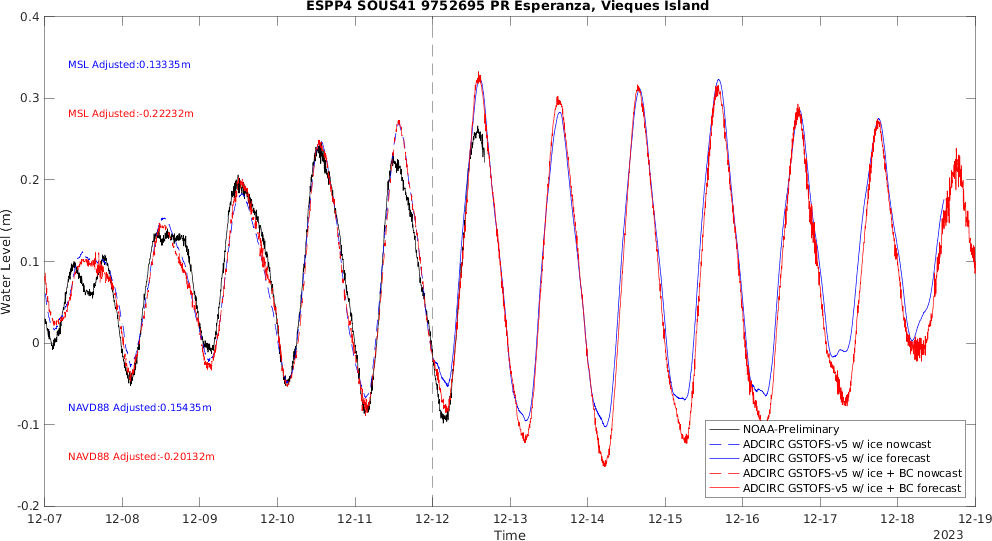 ESPP4 SOUS41 9752695 PR Esperanza, Vieques Island
0.4
0.3
0.2
0.1
0
-0.1
-0.2
Water Level (m)
MSL Adjusted:0.13335m
MSL Adjusted:-0.22232m
NAVD88 Adjusted:0.15435m
NAVD88 Adjusted:-0.20132m
NOAA-Preliminary
ADCIRC GSTOFS-v5 w/ ice nowcast
ADCIRC GSTOFS-v5 w/ ice forecast
ADCIRC GSTOFS-v5 w/ ice + BC nowcast
ADCIRC GSTOFS-v5 w/ ice + BC forecast
12-07 12-08 12-09 12-10 12-11 12-12 12-13 12-14 12-15 12-16 12-17 12-18 12-19
Time
2023